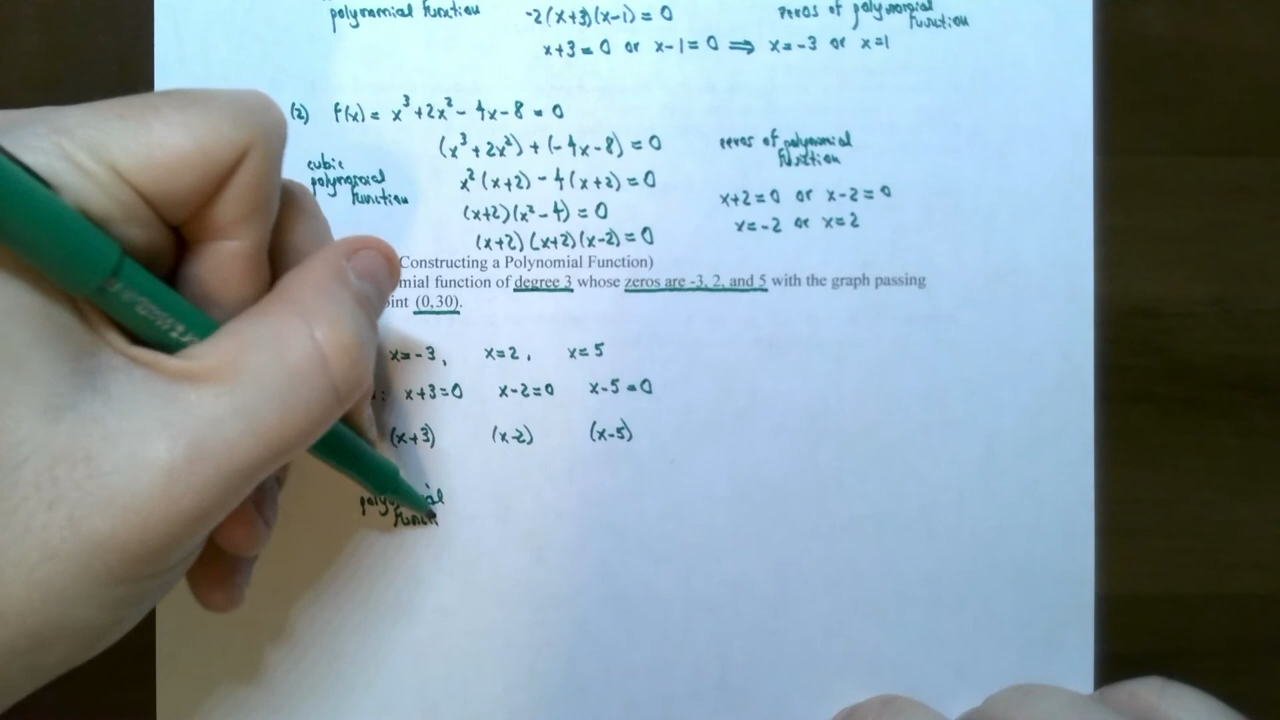 polynomial function -2(x+3)(x-1) = 0 zeros of polynomial function
x+3=0 or x-1=0 ⟹ x=-3 or x=1
(2) f(x) = x³+2x²-4x-8 = 0
(x³+2x²)+(-4x-8) = 0 zeros of polynomial function
cubic polynomial function x²(x+2)-4(x+2)=0
(x+2)(x²-4)=0 x+2=0 or x-2=0
(x+2)(x+2)(x-2)=0 x=-2 or x=2
Constructing a Polynomial Function)
function of degree 3 whose zeros are -3, 2, and 5 with the graph passing
(0,30).
x=-3, x=2, x=5
: x+3=0 x-2=0 x-5=0
(x+3) (x-2) (x-5)